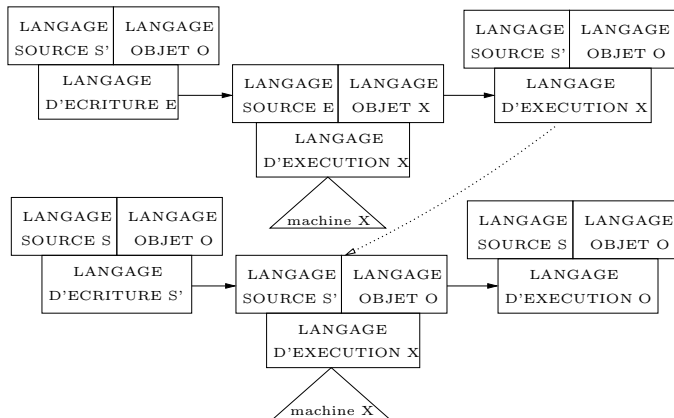 LANGAGE
SOURCE S'
LANGAGE
OBJET O
LANGAGE
D'ECRITURE E
LANGAGE
SOURCE E
LANGAGE
OBJET X
LANGAGE
D'EXECUTION X
machine X
LANGAGE
SOURCE S'
LANGAGE
OBJET O
LANGAGE
D'EXECUTION X
LANGAGE
SOURCE S
LANGAGE
OBJET O
LANGAGE
D'ECRITURE S'
LANGAGE
SOURCE S'
LANGAGE
OBJET O
LANGAGE
D'EXECUTION X
machine X
LANGAGE
SOURCE S
LANGAGE
OBJET O
LANGAGE
D'EXECUTION O